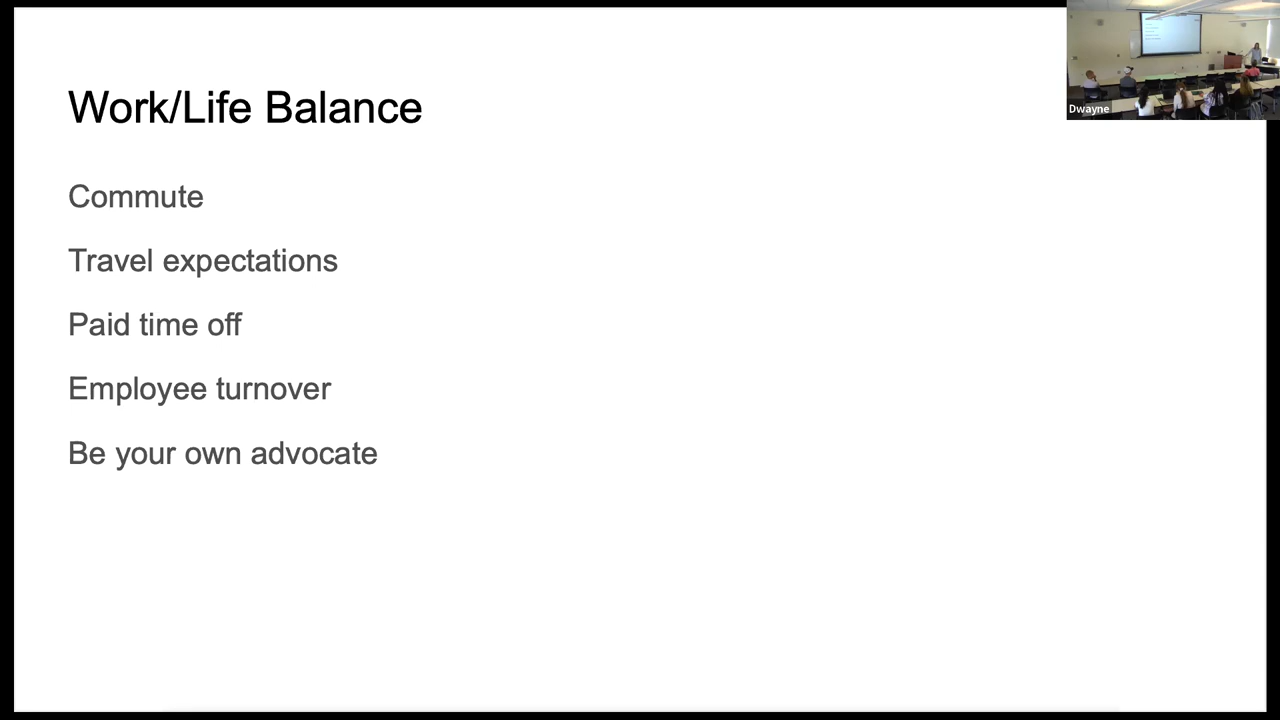 Work/Life Balance
Commute
Travel expectations
Paid time off
Employee turnover
Be your own advocate
Dwayne